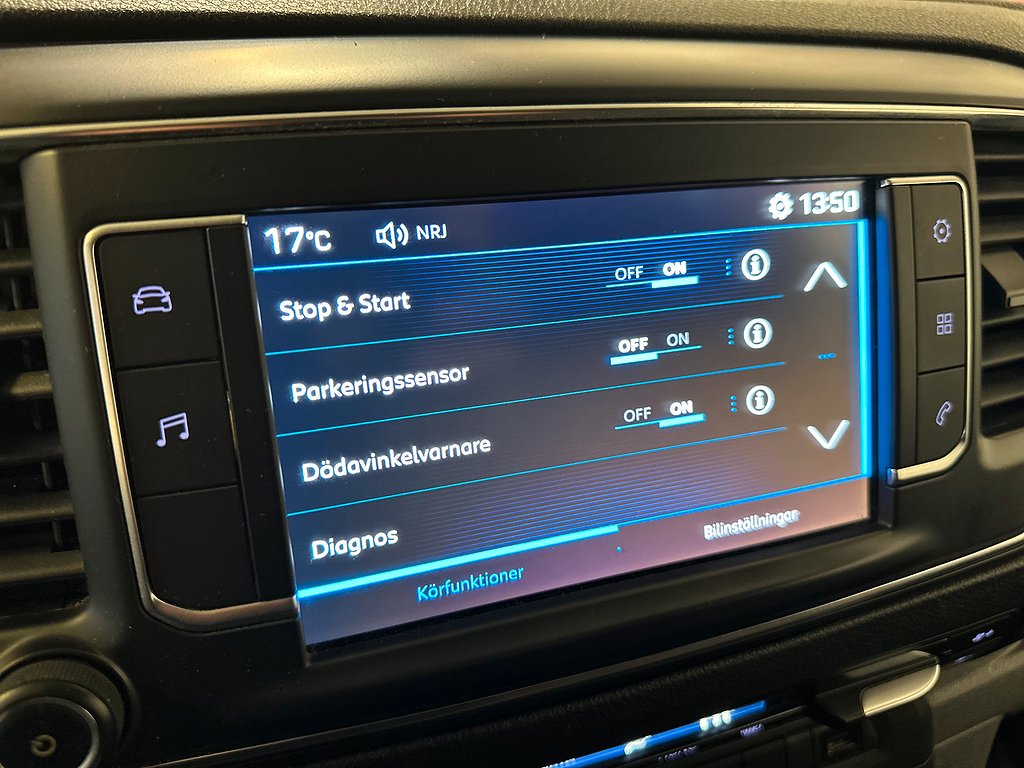 17°C NRJ 13:50
Stop & Start OFF ON
Parkeringssensor OFF ON
Dödavinkelvarnare OFF ON
Diagnos
Körfunktioner Bilinställningar